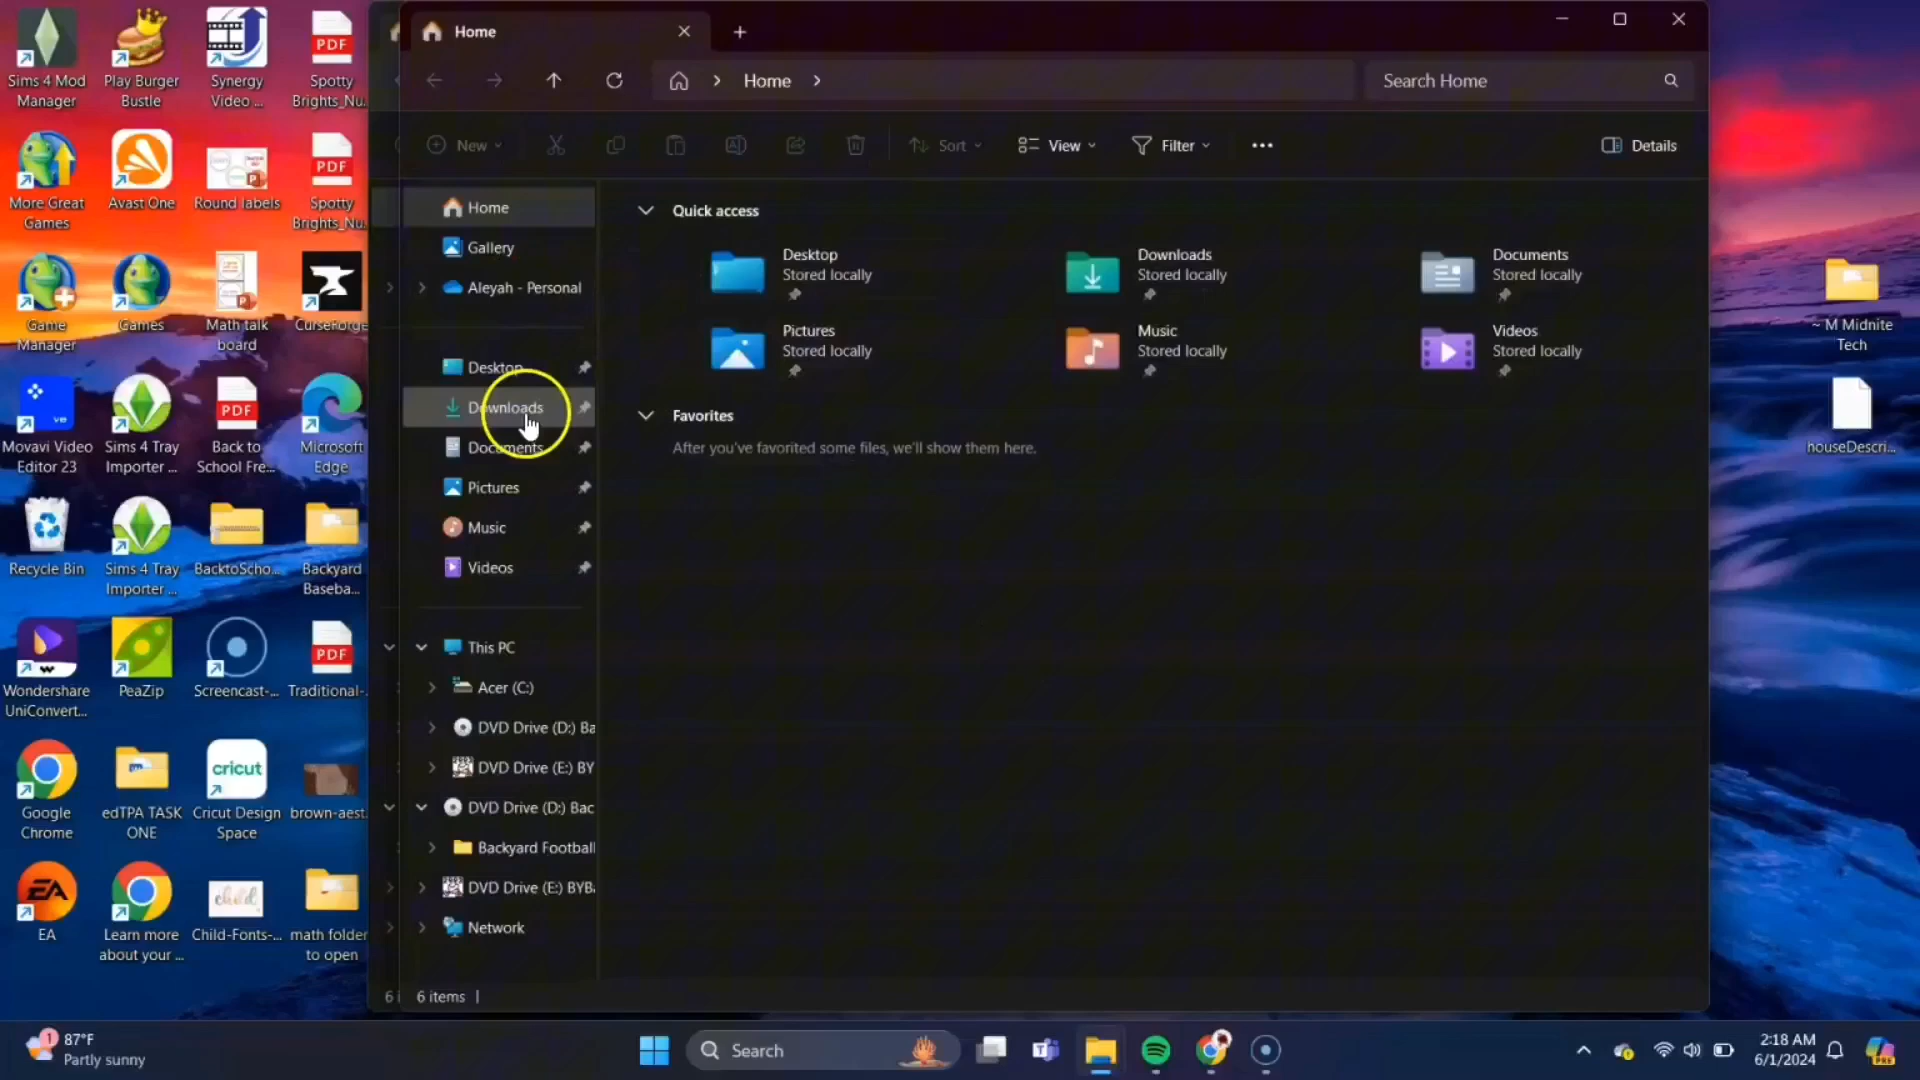 Sims 4 Mod
Manager
Play Burger
Bustle
Synergy
Video ...
PDF
Spotty
Brights_Nu...
More Great
Games
Avast One
Round labels
PDF
Spotty
Brights_Nu...
Game
Manager
Games
Math talk
board
CurseForge
Movavi Video
Editor 23
Sims 4 Tray
Importer ...
PDF
Back to
School Fre...
Microsoft
Edge
Recycle Bin
Sims 4 Tray
Importer ...
BacktoScho...
Backyard
Baseba...
Wondershare
UniConvert...
PeaZip
Screencast-...
PDF
Traditional-...
Google
Chrome
edTPA TASK
ONE
cricut
Cricut Design
Space
brown-aest...
EA
EA
Learn more
about your ...
child
Child-Fonts-...
math folder
to open
Home
Home
Search Home
New
Sort
View
Filter
Details
Home
Gallery
Aleyah - Personal
Desktop
Downloads
Documents
Pictures
Music
Videos
This PC
Acer (C:)
DVD Drive (D:) Ba
DVD Drive (E:) BY
DVD Drive (D:) Bac
Backyard Football
DVD Drive (E:) BYB
Network
6 i
6 items
Quick access
Desktop
Stored locally
Downloads
Stored locally
Documents
Stored locally
Pictures
Stored locally
Music
Stored locally
Videos
Stored locally
Favorites
After you've favorited some files, we'll show them here.
~ M Midnite
Tech
houseDescri...
1
87°F
Partly sunny
Search
2:18 AM
6/1/2024
PRE